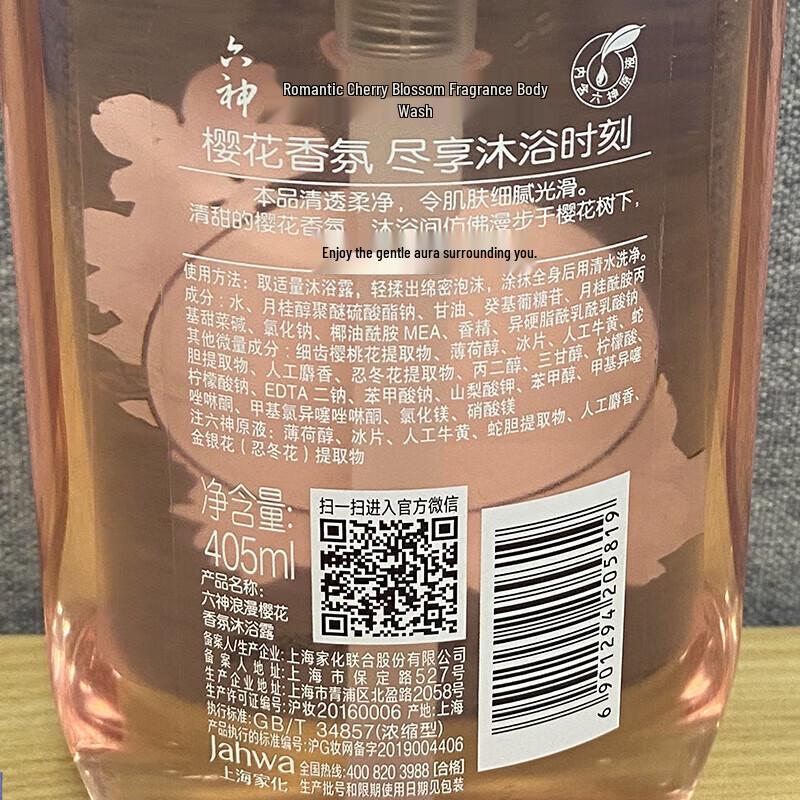 六神
Romantic Cherry Blossom Fragrance Body
Wash
内含六神原液
樱花香氛 尽享沐浴时刻
本品清透柔净，令肌肤细腻光滑。
清甜的樱花香氛，沐浴间仿佛漫步于樱花树下，
Enjoy the gentle aura surrounding you.
使用方法：取适量沐浴露，轻揉出绵密泡沫，涂抹全身后用清水洗净。
成分：水、月桂醇聚醚硫酸酯钠、甘油、癸基葡糖苷、月桂酰胺丙
基甜菜碱、氯化钠、椰油酰胺 MEA、香精、异硬脂酰乳酰乳酸钠
其他微量成分：细齿樱桃花提取物、薄荷醇、冰片、人工牛黄、蛇
胆提取物、人工麝香、忍冬花提取物、丙二醇、三甘醇、柠檬酸、
柠檬酸钠、EDTA 二钠、苯甲酸钠、山梨酸钾、苯甲醇、甲基异噻
唑啉酮、甲基氯异噻唑啉酮、氯化镁、硝酸镁
注六神原液：薄荷醇、冰片、人工牛黄、蛇胆提取物、人工麝香、
金银花（忍冬花）提取物
净含量:
405ml
扫一扫进入官方微信
产品名称:
六神浪漫樱花
香氛沐浴露
备案人/生产企业:上海家化联合股份有限公司
备案人地址:上海市保定路527号
生产企业地址:上海市青浦区北盈路2058号
生产许可证编号:沪妆20160006 产地:上海
执行标准:GB/T 34857(浓缩型)
产品执行的标准编号:沪G妆网备字2019004406
Jahwa
上海家化
全国热线:400 820 3988 [合格]
生产批号和限期使用日期见包装
6 901294 205819